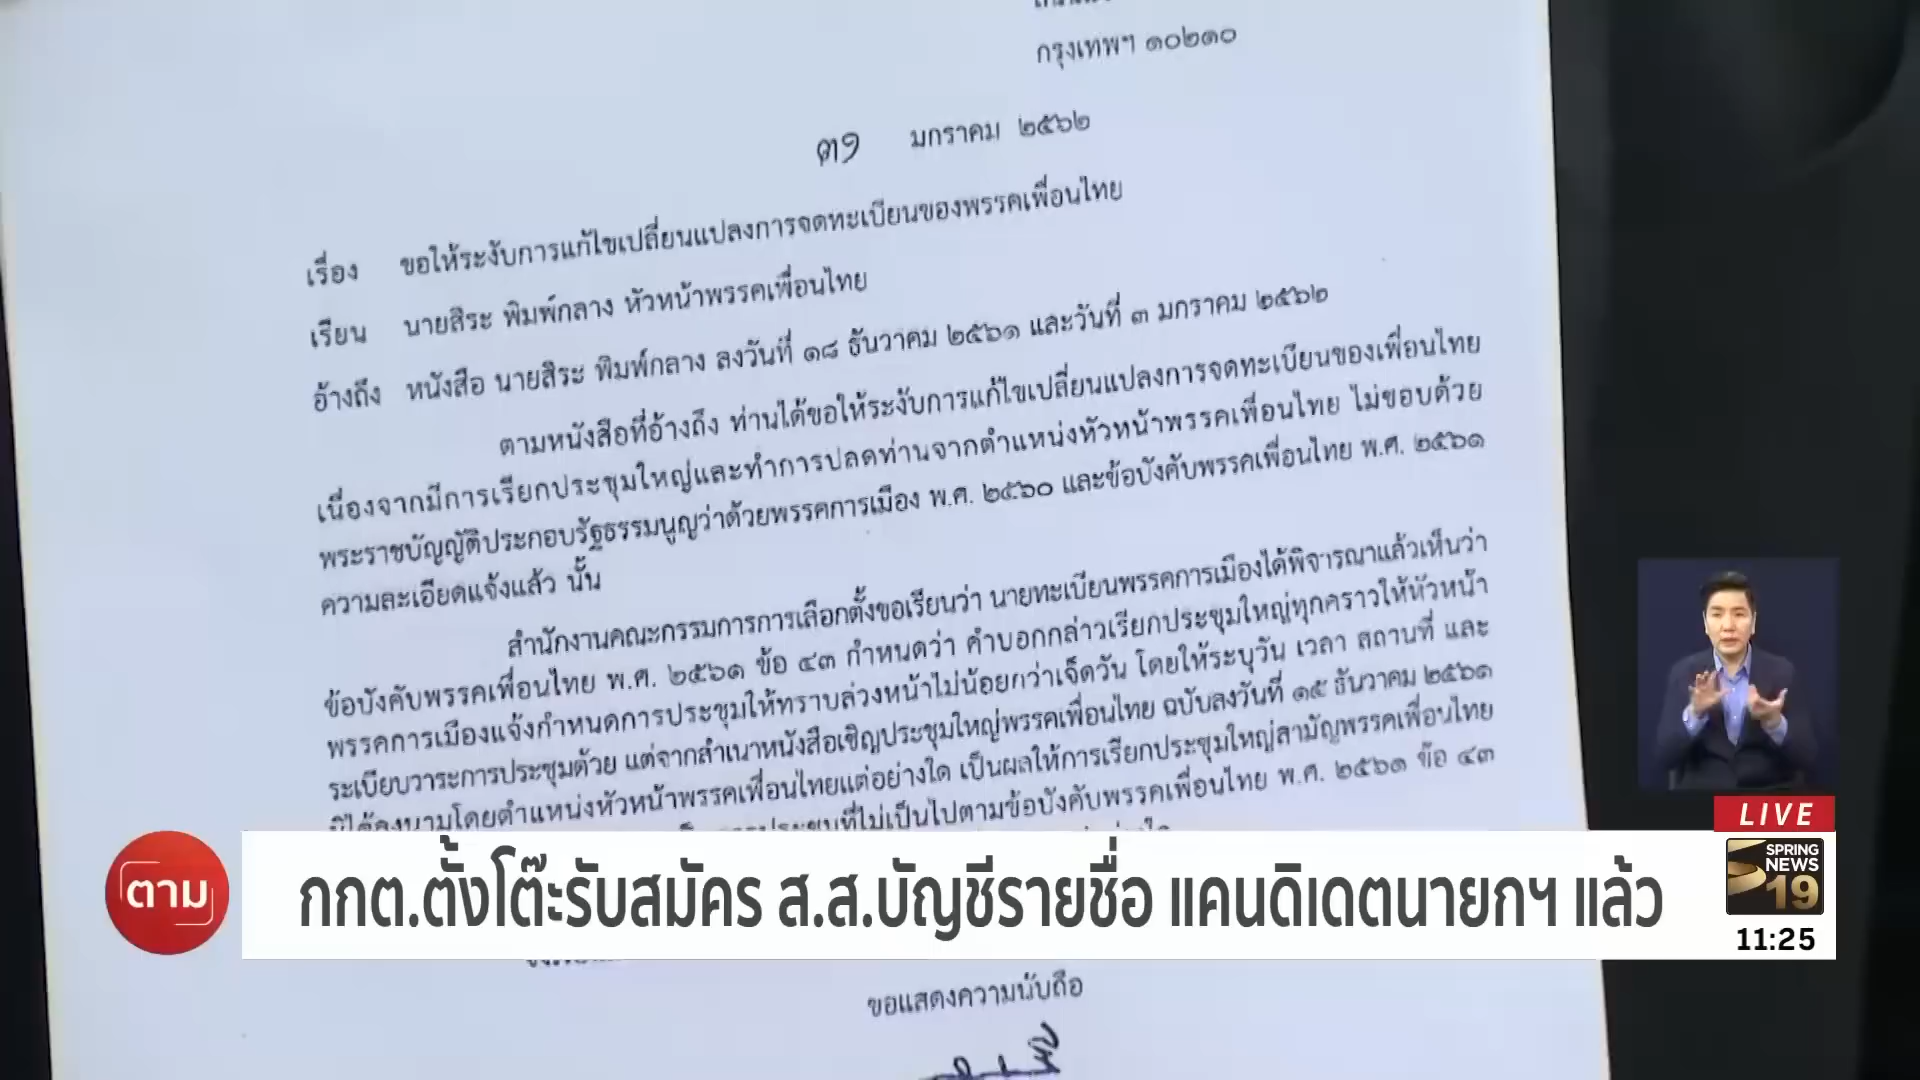 กรุงเทพฯ ๑๐๒๑๐
๓๑ มกราคม ๒๕๖๒
เรื่อง ขอให้ระงับการแก้ไขเปลี่ยนแปลงการจดทะเบียนของพรรคเพื่อนไทย
เรียน นายสิระ พิมพ์กลาง หัวหน้าพรรคเพื่อนไทย
อ้างถึง หนังสือ นายสิระ พิมพ์กลาง ลงวันที่ ๑๘ ธันวาคม ๒๕๖๑ และวันที่ ๓ มกราคม ๒๕๖๒
ตามหนังสือที่อ้างถึง ท่านได้ขอให้ระงับการแก้ไขเปลี่ยนแปลงการจดทะเบียนของเพื่อนไทย
เนื่องจากมีการเรียกประชุมใหญ่และทำการปลดท่านจากตำแหน่งหัวหน้าพรรคเพื่อนไทย ไม่ชอบด้วย
พระราชบัญญัติประกอบรัฐธรรมนูญว่าด้วยพรรคการเมือง พ.ศ. ๒๕๖๐ และข้อบังคับพรรคเพื่อนไทย พ.ศ. ๒๕๖๑
ความละเอียดแจ้งแล้ว นั้น
สำนักงานคณะกรรมการการเลือกตั้งขอเรียนว่า นายทะเบียนพรรคการเมืองได้พิจารณาแล้วเห็นว่า
ข้อบังคับพรรคเพื่อนไทย พ.ศ. ๒๕๖๑ ข้อ ๔๓ กำหนดว่า คำบอกกล่าวเรียกประชุมใหญ่ทุกคราวให้หัวหน้า
พรรคการเมืองแจ้งกำหนดการประชุมให้ทราบล่วงหน้าไม่น้อยกว่าเจ็ดวัน โดยให้ระบุวัน เวลา สถานที่ และ
ระเบียบวาระการประชุมด้วย แต่จากสำเนาหนังสือเชิญประชุมใหญ่พรรคเพื่อนไทย ฉบับลงวันที่ ๑๕ ธันวาคม ๒๕๖๑
มิได้ลงนามโดยตำแหน่งหัวหน้าพรรคเพื่อนไทยแต่อย่างใด เป็นผลให้การเรียกประชุมใหญ่สามัญพรรคเพื่อนไทย
ประชุมที่ไม่เป็นไปตามข้อบังคับพรรคเพื่อนไทย พ.ศ. ๒๕๖๑ ข้อ ๔๓
ขอแสดงความนับถือ
LIVE
SPRING
NEWS
19
11:25
ตาม
กกต.ตั้งโต๊ะรับสมัคร ส.ส.บัญชีรายชื่อ แคนดิเดตนายกฯ แล้ว